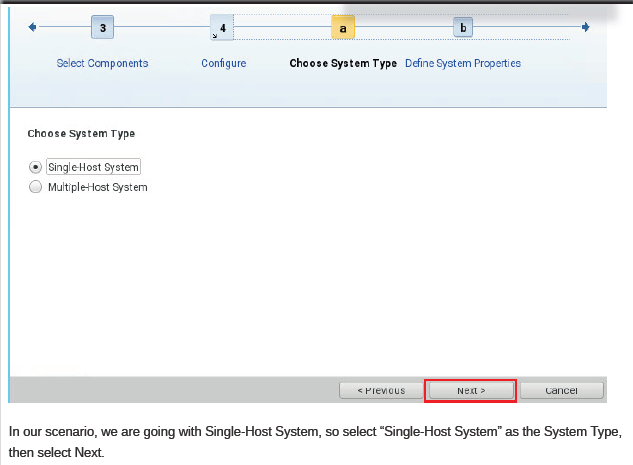 3 4 a b
Select Components Configure Choose System Type Define System Properties
Choose System Type
Single-Host System
Multiple-Host System
< Previous Next > Cancel
In our scenario, we are going with Single-Host System, so select “Single-Host System” as the System Type,
then select Next.